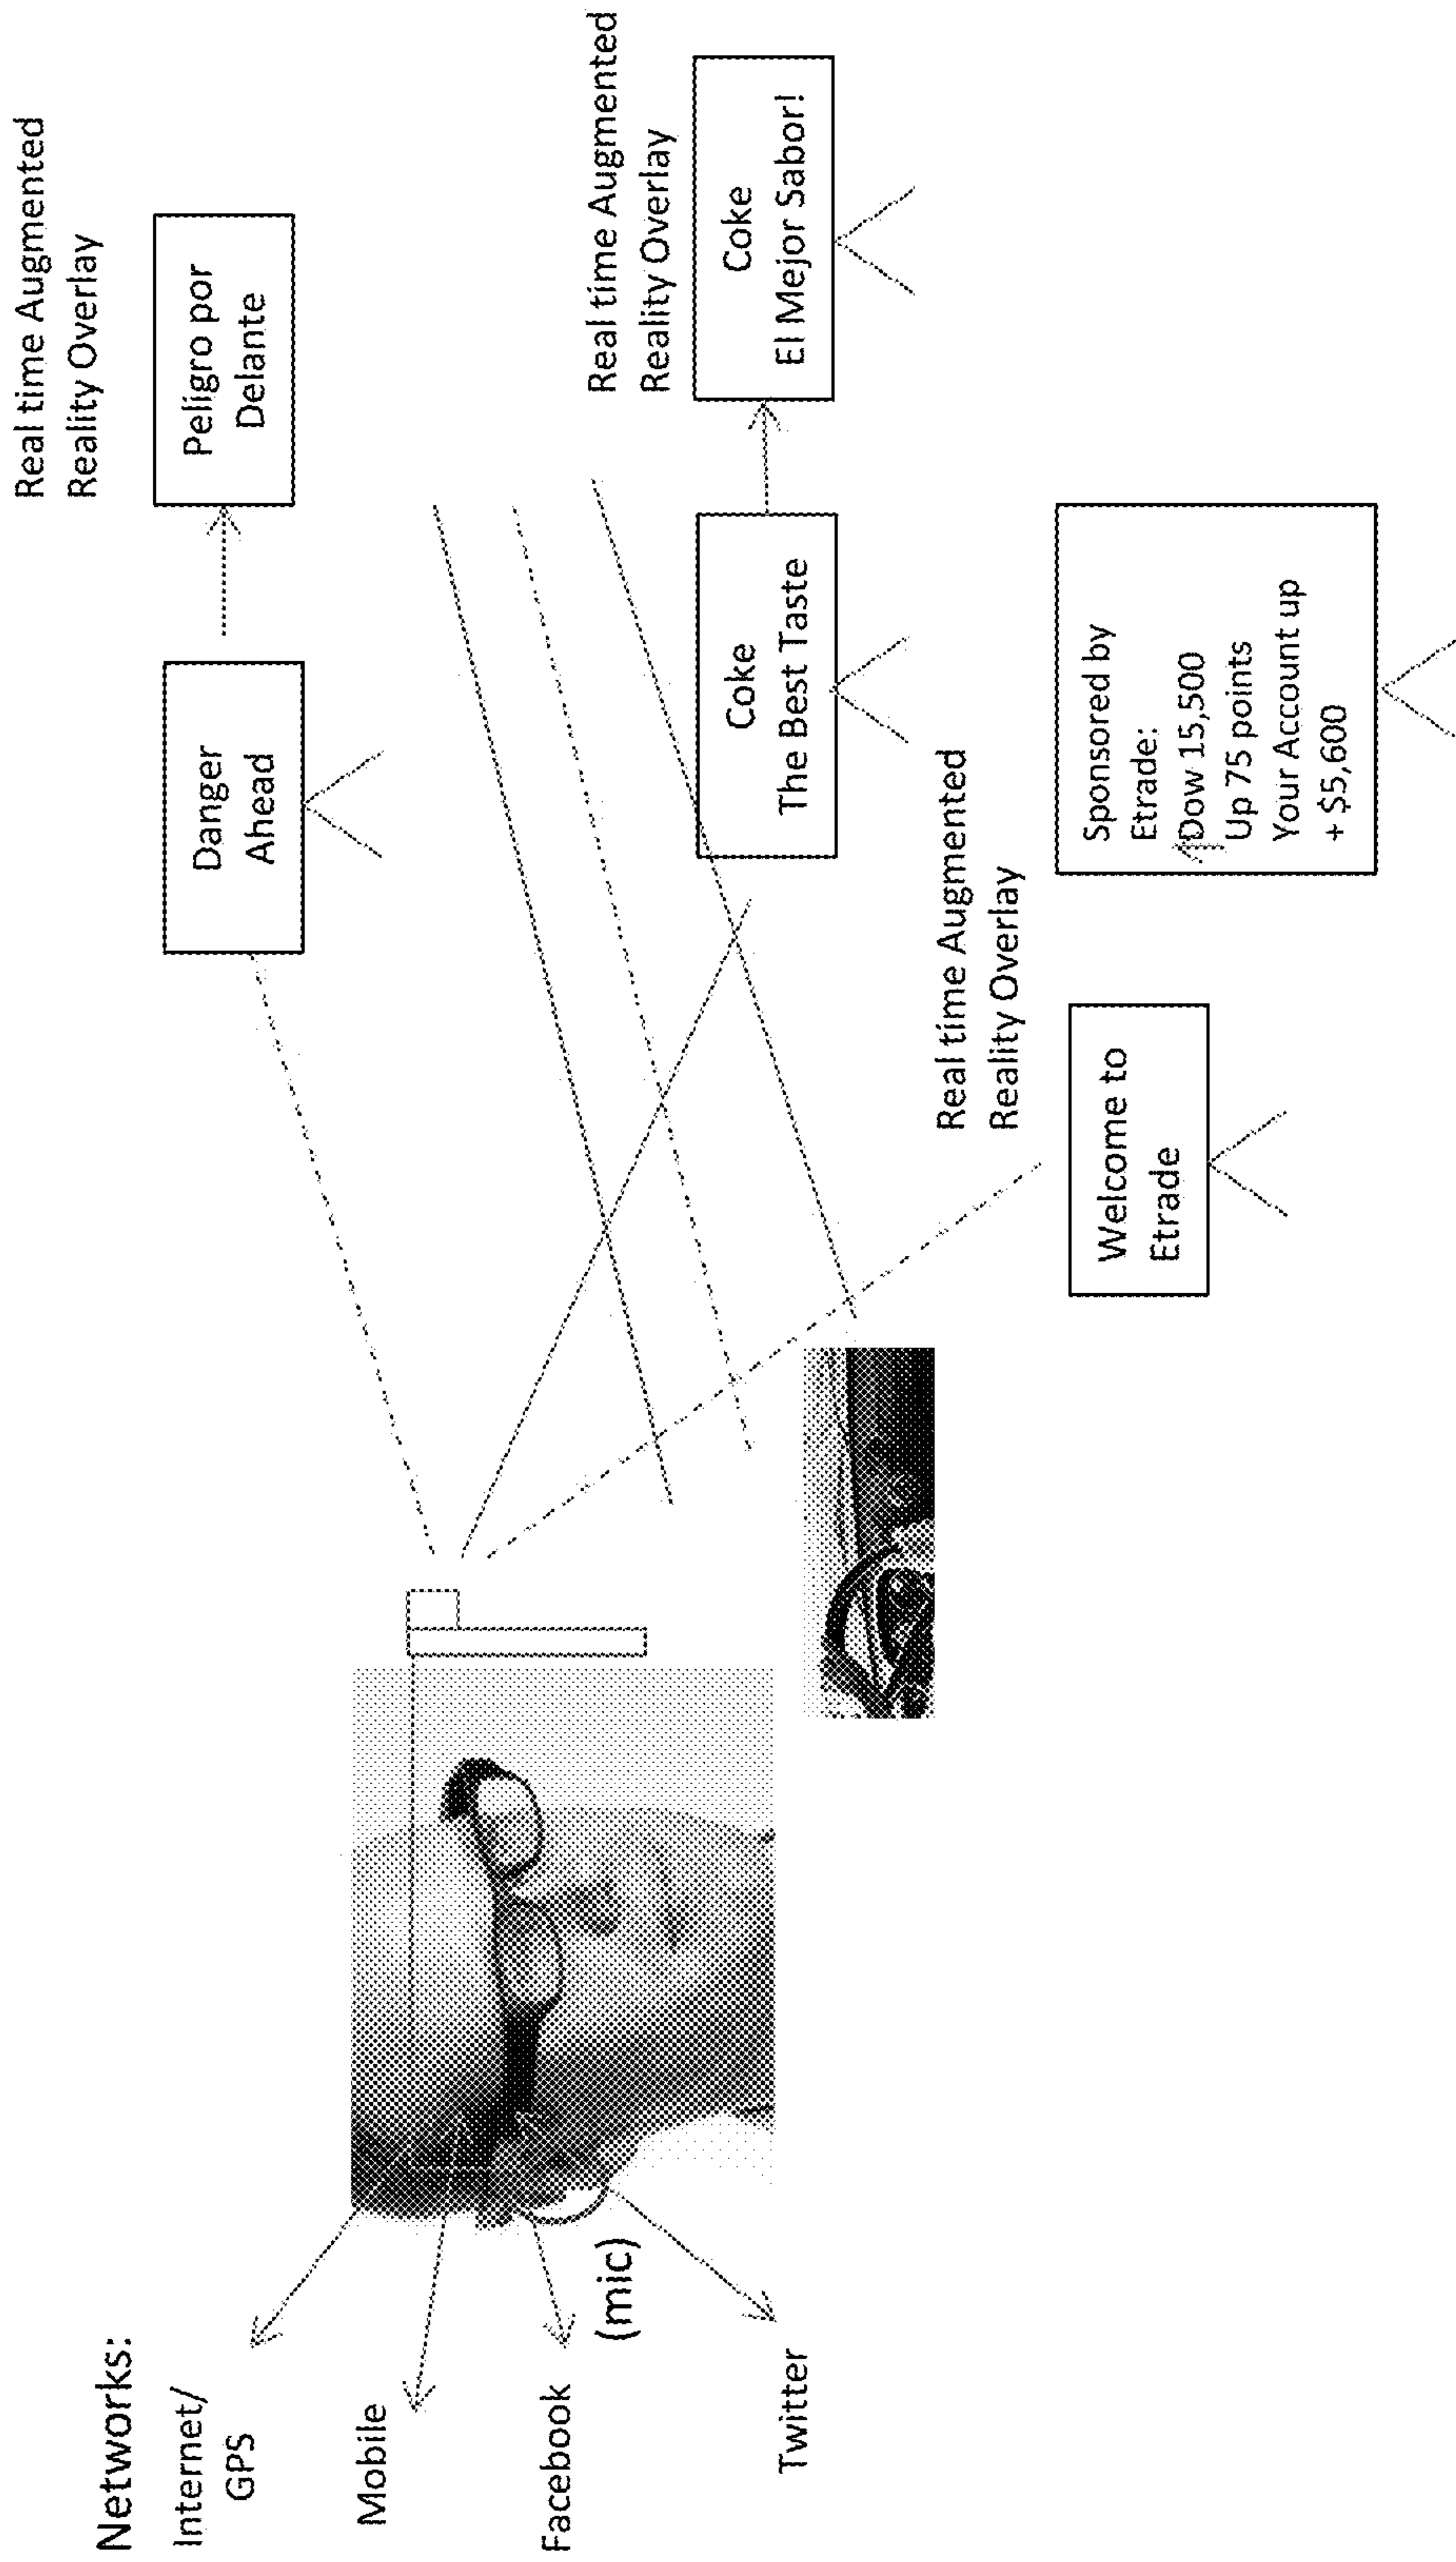 Networks:
Internet/
GPS
Mobile
Facebook
(mic)
Twitter
Danger
Ahead
Real time Augmented
Reality Overlay
Peligro por
Delante
Coke
The Best Taste
Real time Augmented
Reality Overlay
Coke
El Mejor Sabor!
Welcome to
Etrade
Real time Augmented
Reality Overlay
Sponsored by
Etrade:
Dow 15,500
Up 75 points
Your Account up
+ $5,600